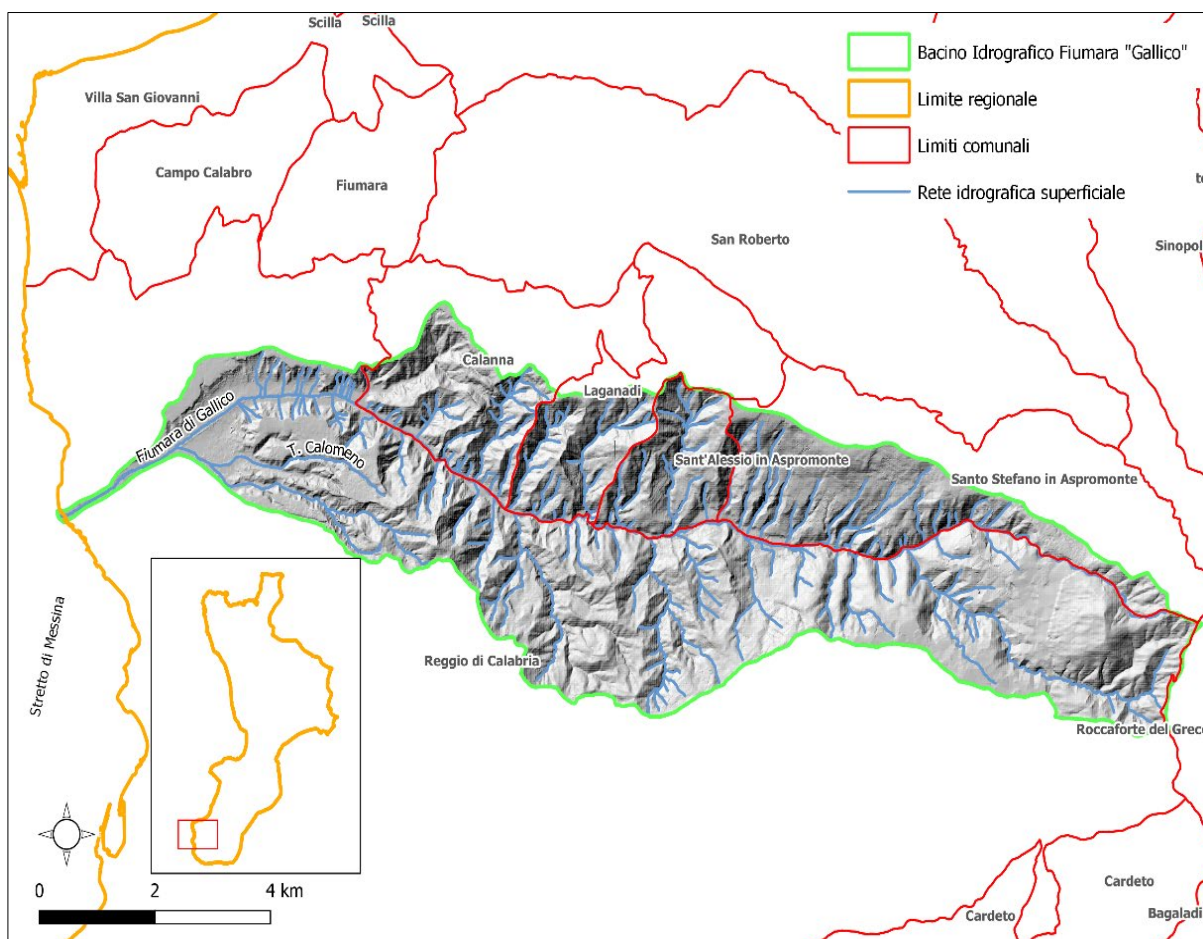 Scilla
Scilla
Villa San Giovanni
Campo Calabro
Fiumara
San Roberto
Bacino Idrografico Fiumara "Gallico"
Limite regionale
Limiti comunali
Rete idrografica superficiale
Sinopol
Calanna
Laganadi
Fiumara di Gallico
T. Calomeno
Sant'Alessio in Aspromonte
Santo Stefano in Aspromonte
Stretto di Messina
Reggio di Calabria
Roccaforte del Greco
0 2 4 km
Cardeto
Cardeto
Bagaladi